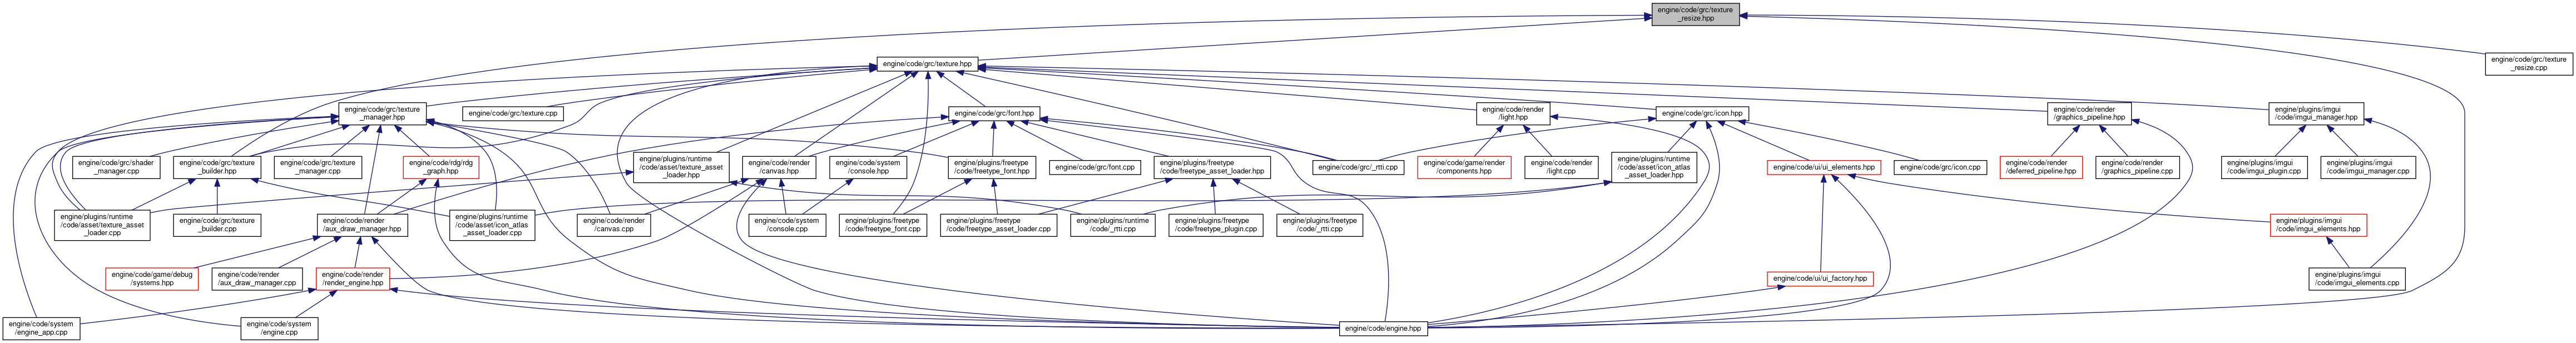 engine/code/grc/texture
_resize.hpp
engine/code/grc/texture
_resize.cpp
engine/code/grc/texture.hpp
engine/code/grc/texture
_manager.hpp
engine/code/grc/texture.cpp
engine/code/grc/font.hpp
engine/code/render
/light.hpp
engine/code/grc/icon.hpp
engine/code/render
/graphics_pipeline.hpp
engine/plugins/imgui
/code/imgui_manager.hpp
engine/code/grc/shader
_manager.cpp
engine/code/grc/texture
_builder.hpp
engine/code/grc/texture
_manager.cpp
engine/code/rdg/rdg
_graph.hpp
engine/plugins/runtime
/code/asset/texture_asset
_loader.hpp
engine/code/render
/canvas.hpp
engine/code/system
/console.hpp
engine/plugins/freetype
/code/freetype_font.hpp
engine/code/grc/font.cpp
engine/plugins/freetype
/code/freetype_asset_loader.hpp
engine/code/grc/_rtti.cpp
engine/code/game/render
/components.hpp
engine/code/render
/light.cpp
engine/plugins/runtime
/code/asset/icon_atlas
_asset_loader.hpp
engine/code/ui/ui_elements.hpp
engine/code/grc/icon.cpp
engine/code/render
/deferred_pipeline.hpp
engine/code/render
/graphics_pipeline.cpp
engine/plugins/imgui
/code/imgui_plugin.cpp
engine/plugins/imgui
/code/imgui_manager.cpp
engine/plugins/runtime
/code/asset/texture_asset
_loader.cpp
engine/code/grc/texture
_builder.cpp
engine/code/render
/aux_draw_manager.hpp
engine/plugins/runtime
/code/asset/icon_atlas
_asset_loader.cpp
engine/code/render
/canvas.cpp
engine/code/system
/console.cpp
engine/plugins/freetype
/code/freetype_font.cpp
engine/plugins/freetype
/code/freetype_asset_loader.cpp
engine/plugins/runtime
/code/_rtti.cpp
engine/plugins/freetype
/code/freetype_plugin.cpp
engine/plugins/freetype
/code/_rtti.cpp
engine/plugins/imgui
/code/imgui_elements.hpp
engine/code/game/debug
/systems.hpp
engine/code/render
/aux_draw_manager.cpp
engine/code/render
/render_engine.hpp
engine/code/ui/ui_factory.hpp
engine/plugins/imgui
/code/imgui_elements.cpp
engine/code/system
/engine_app.cpp
engine/code/system
/engine.cpp
engine/code/engine.hpp